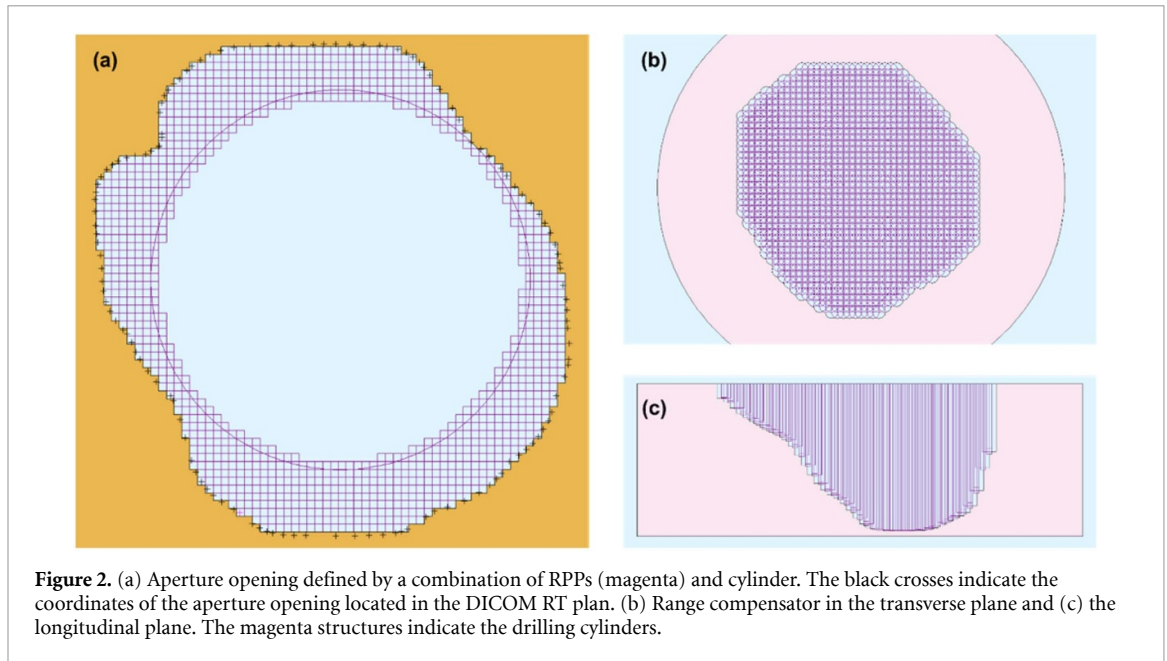 (a)
(b)
(c)
Figure 2. (a) Aperture opening defined by a combination of RPPs (magenta) and cylinder. The black crosses indicate the
coordinates of the aperture opening located in the DICOM RT plan. (b) Range compensator in the transverse plane and (c) the
longitudinal plane. The magenta structures indicate the drilling cylinders.